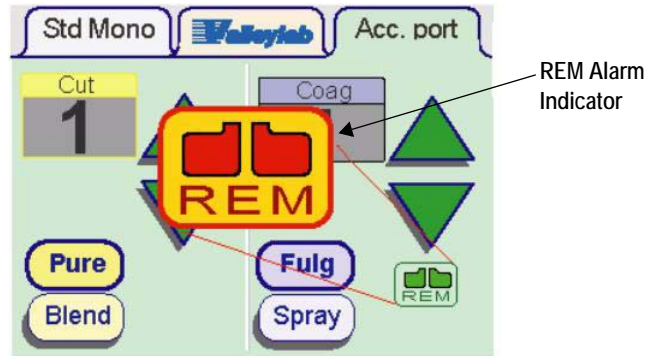 Std Mono
Valleylab
Acc. port
Cut
1
Coag
REM Alarm
Indicator
REM
Pure
Blend
Fulg
Spray
REM